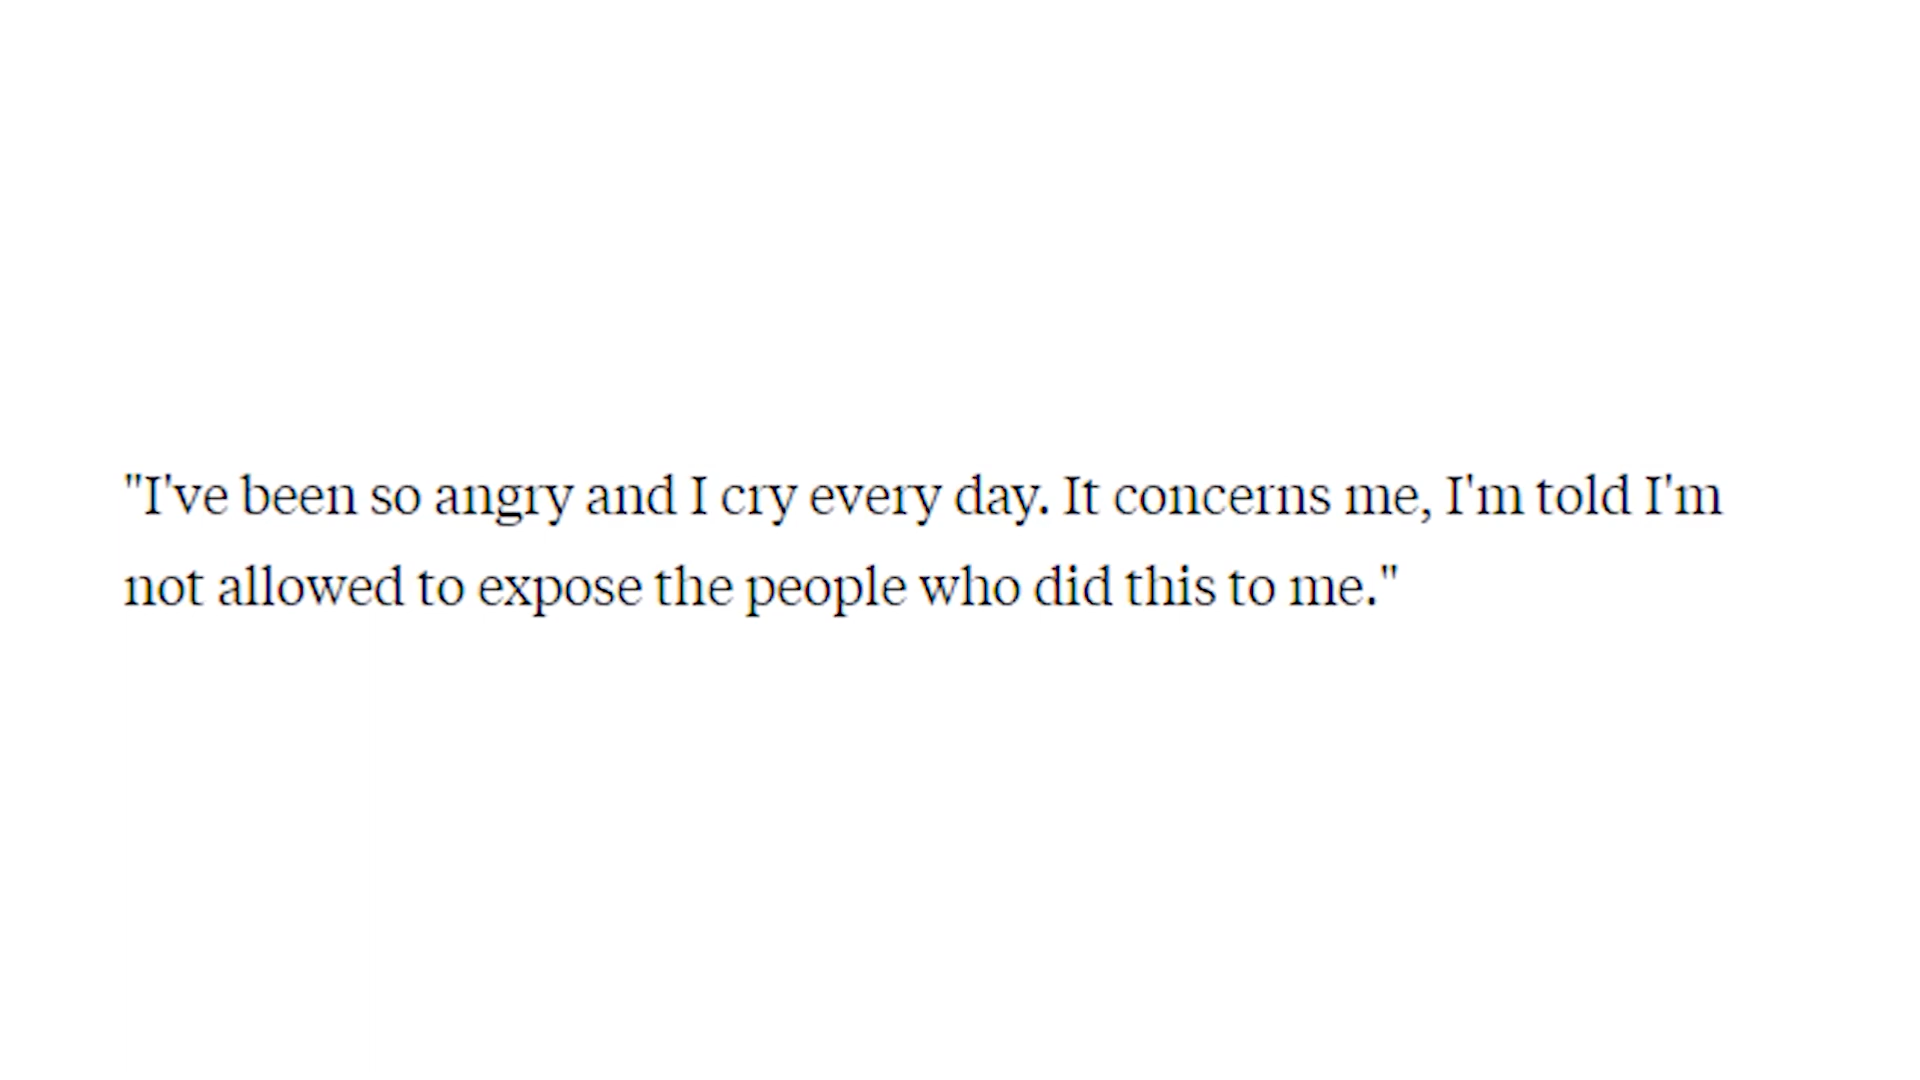 "I've been so angry and I cry every day. It concerns me, I'm told I'm
not allowed to expose the people who did this to me."